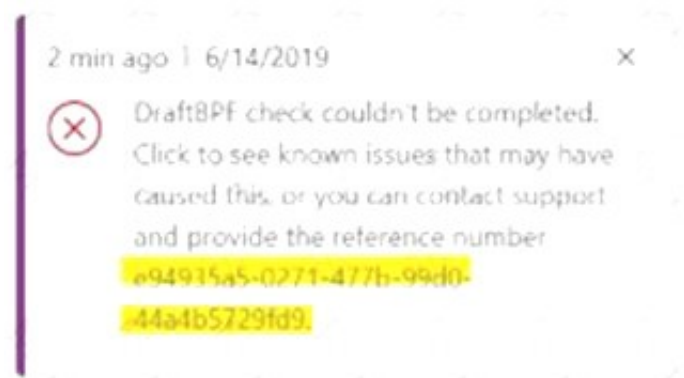 2 min ago | 6/14/2019
Draft8PF check couldn't be completed.
Click to see known issues that may have
caused this, or you can contact support
and provide the reference number
e94935a5-0271-477b-99d0-
44a4b5729fd9.